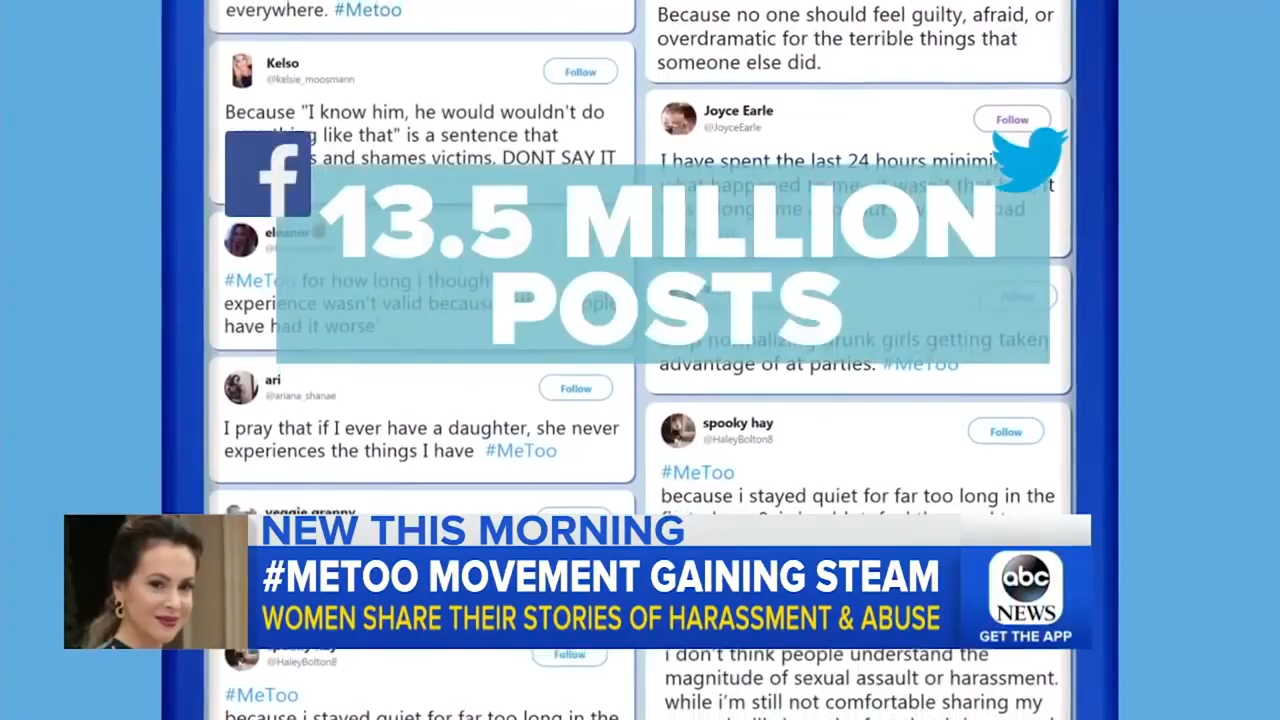 everywhere. #Metoo
Kelso
@kelsie_moosmann
Follow
Because "I know him, he would wouldn't do
like that" is a sentence that
and shames victims. DONT SAY IT
eleanor
#MeToo for how long i thought
experience wasn't valid because
have had it worse'
ari
@ariana_shanae
Follow
I pray that if I ever have a daughter, she never
experiences the things I have #MeToo
veggie granny
@HaleyBolton8
Follow
#MeToo
because i stayed quiet for far too long in the
Because no one should feel guilty, afraid, or
overdramatic for the terrible things that
someone else did.
Joyce Earle
@JoyceEarle
Follow
I have spent the last 24 hours
Follow
drunk girls getting taken
advantage of at parties. #MeToo
spooky hay
@HaleyBolton8
Follow
#MeToo
because i stayed quiet for far too long in the
i don't think people understand the
magnitude of sexual assault or harassment.
while i'm still not comfortable sharing my
f
13.5 MILLION
POSTS
NEW THIS MORNING
#METOO MOVEMENT GAINING STEAM
WOMEN SHARE THEIR STORIES OF HARASSMENT & ABUSE
abc
NEWS
GET THE APP